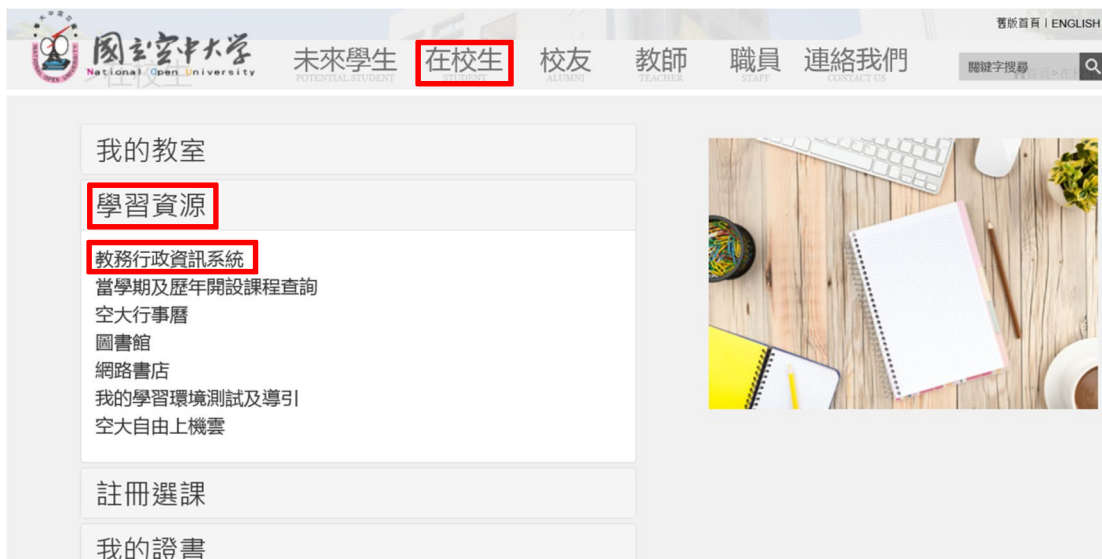 舊版首頁 | ENGLISH
國立空中大學
National Open University
未來學生 在校生 校友 教師 職員 連絡我們
POTENTIAL STUDENT STUDENT ALUMNI TEACHER STAFF CONTACT US
關鍵字搜尋
在校生
我的教室
學習資源
教務行政資訊系統
當學期及歷年開設課程查詢
空大行事曆
圖書館
網路書店
我的學習環境測試及導引
空大自由上機雲
註冊選課
我的證書